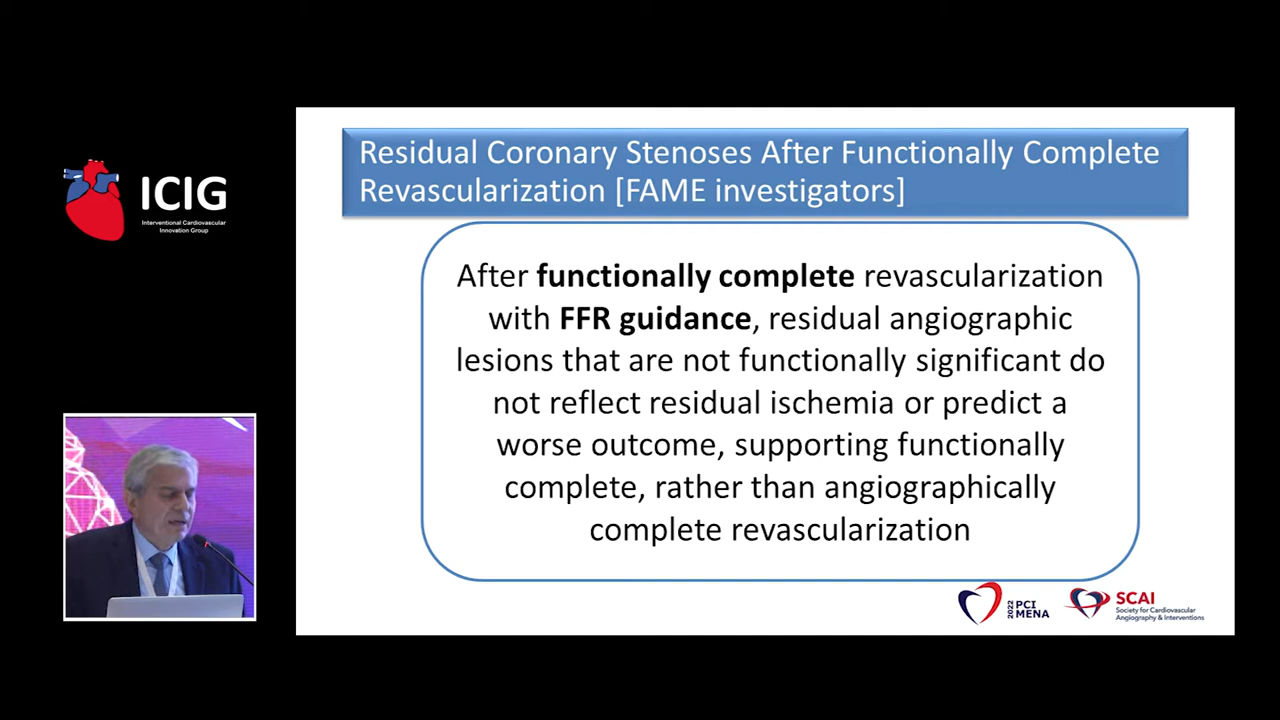 ICIG
Interventional Cardiovascular
Innovation Group
Residual Coronary Stenoses After Functionally Complete
Revascularization [FAME investigators]
After functionally complete revascularization
with FFR guidance, residual angiographic
lesions that are not functionally significant do
not reflect residual ischemia or predict a
worse outcome, supporting functionally
complete, rather than angiographically
complete revascularization
2022 PCI
MENA
SCAI
Society for Cardiovascular
Angiography & Interventions